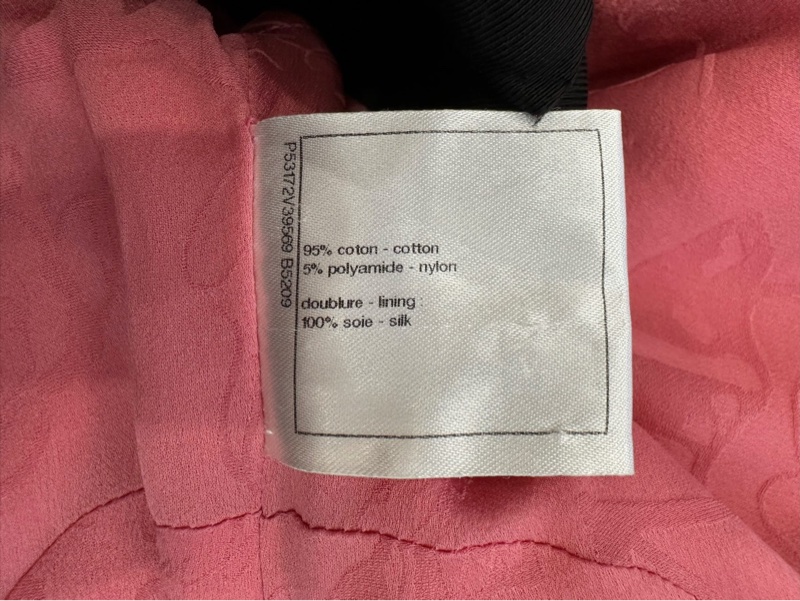 P53172V39569 B5209
95% coton - cotton
5% polyamide - nylon
doublure - lining :
100% soie - silk